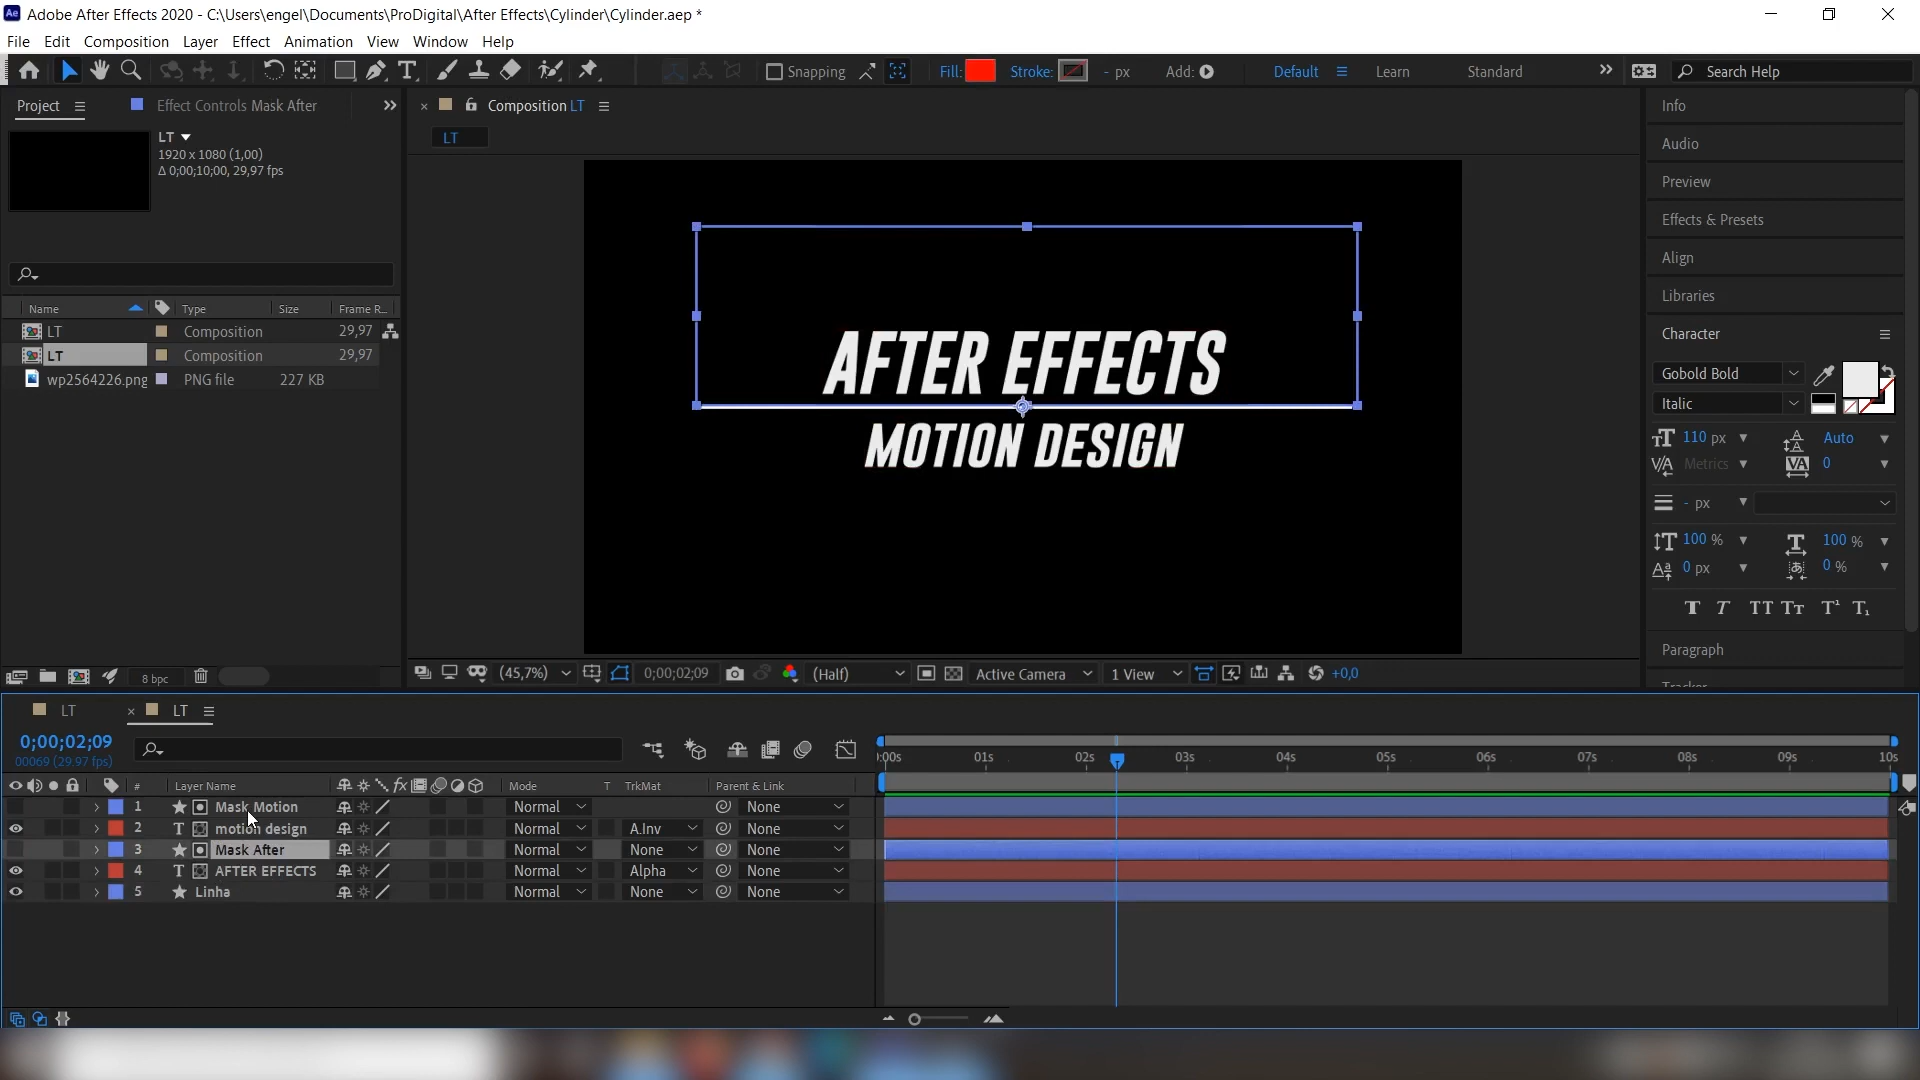 Ae Adobe After Effects 2020 - C:\Users\engel\Documents\ProDigital\After Effects\Cylinder\Cylinder.aep *
File Edit Composition Layer Effect Animation View Window Help
Snapping Fill: Stroke: - px Add: Default Learn Standard Search Help
Project Effect Controls Mask After
Composition LT
LT
LT
1920 x 1080 (1,00)
Δ 0;00;10;00, 29,97 fps
Name Type Size Frame R...
LT Composition 29,97
LT Composition 29,97
wp2564226.png PNG file 227 KB
8 bpc
AFTER EFFECTS
MOTION DESIGN
(45,7%) 0;00;02;09 (Half) Active Camera 1 View +0,0
Info
Audio
Preview
Effects & Presets
Align
Libraries
Character
Gobold Bold
Italic
110 px Auto
Metrics 0
- px
100 % 100 %
0 px 0 %
T T TT Tт T¹ T₁
Paragraph
LT LT
0;00;02;09
00069 (29.97 fps)
):00s 01s 02s 03s 04s 05s 06s 07s 08s 09s 10s
# Layer Name Mode T TrkMat Parent & Link
1 Mask Motion Normal None
2 T motion design Normal A.Inv None
3 Mask After Normal None None
4 T AFTER EFFECTS Normal Alpha None
5 Linha Normal None None